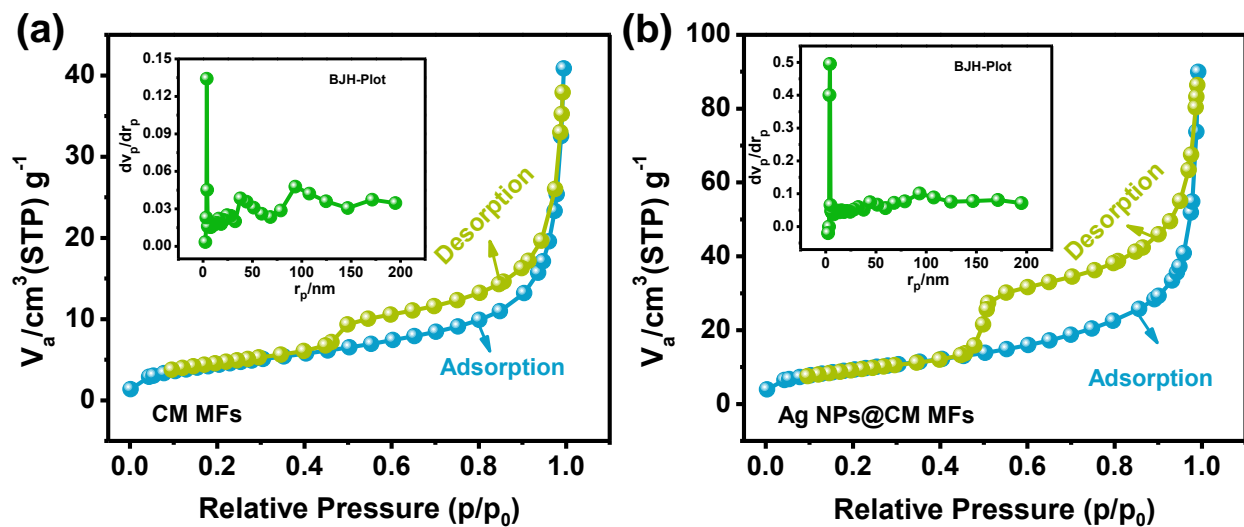 (a)
V_a/cm^3(STP) g^-1
40
30
20
10
0
0.0 0.2 0.4 0.6 0.8 1.0
Relative Pressure (p/p_0)
CM MFs
Desorption
Adsorption
BJH-Plot
dv_p/dr_p
0.15
0.12
0.09
0.06
0.03
0.00
0 50 100 150 200
r_p/nm
(b)
V_a/cm^3(STP) g^-1
100
80
60
40
20
0
0.0 0.2 0.4 0.6 0.8 1.0
Relative Pressure (p/p_0)
Ag NPs@CM MFs
Desorption
Adsorption
BJH-Plot
dv_p/dr_p
0.5
0.4
0.3
0.2
0.1
0.0
0 50 100 150 200
r_p/nm